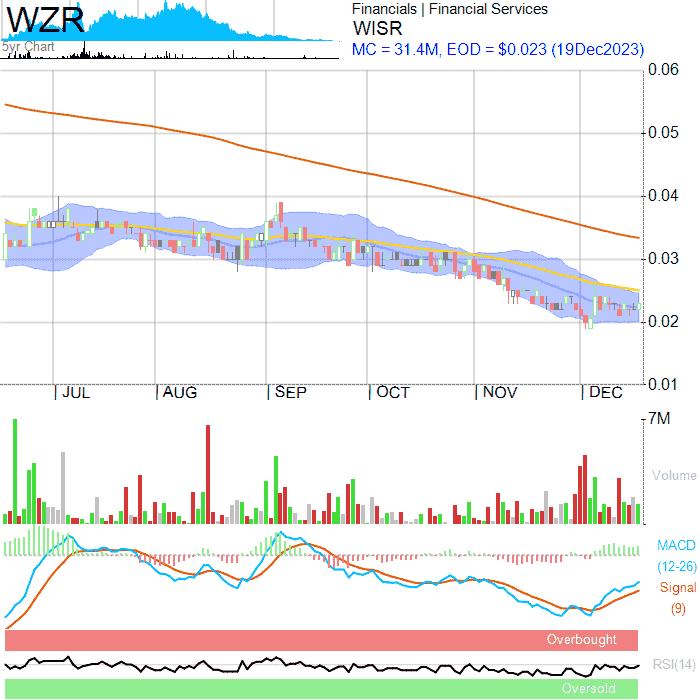 WZR
5yr Chart
Financials | Financial Services
WISR
MC = 31.4M, EOD = $0.023 (19Dec2023)
0.06
0.05
0.04
0.03
0.02
0.01
JUL AUG SEP OCT NOV DEC
7M
Volume
MACD
(12-26)
Signal
(9)
Overbought
RSI(14)
Oversold